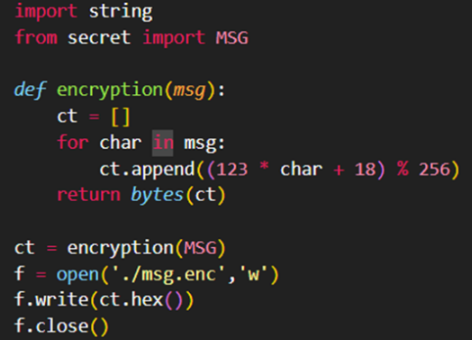 import string
from secret import MSG

def encryption(msg):
    ct = []
    for char in msg:
        ct.append((123 * char + 18) % 256)
    return bytes(ct)

ct = encryption(MSG)
f = open('./msg.enc','w')
f.write(ct.hex())
f.close()